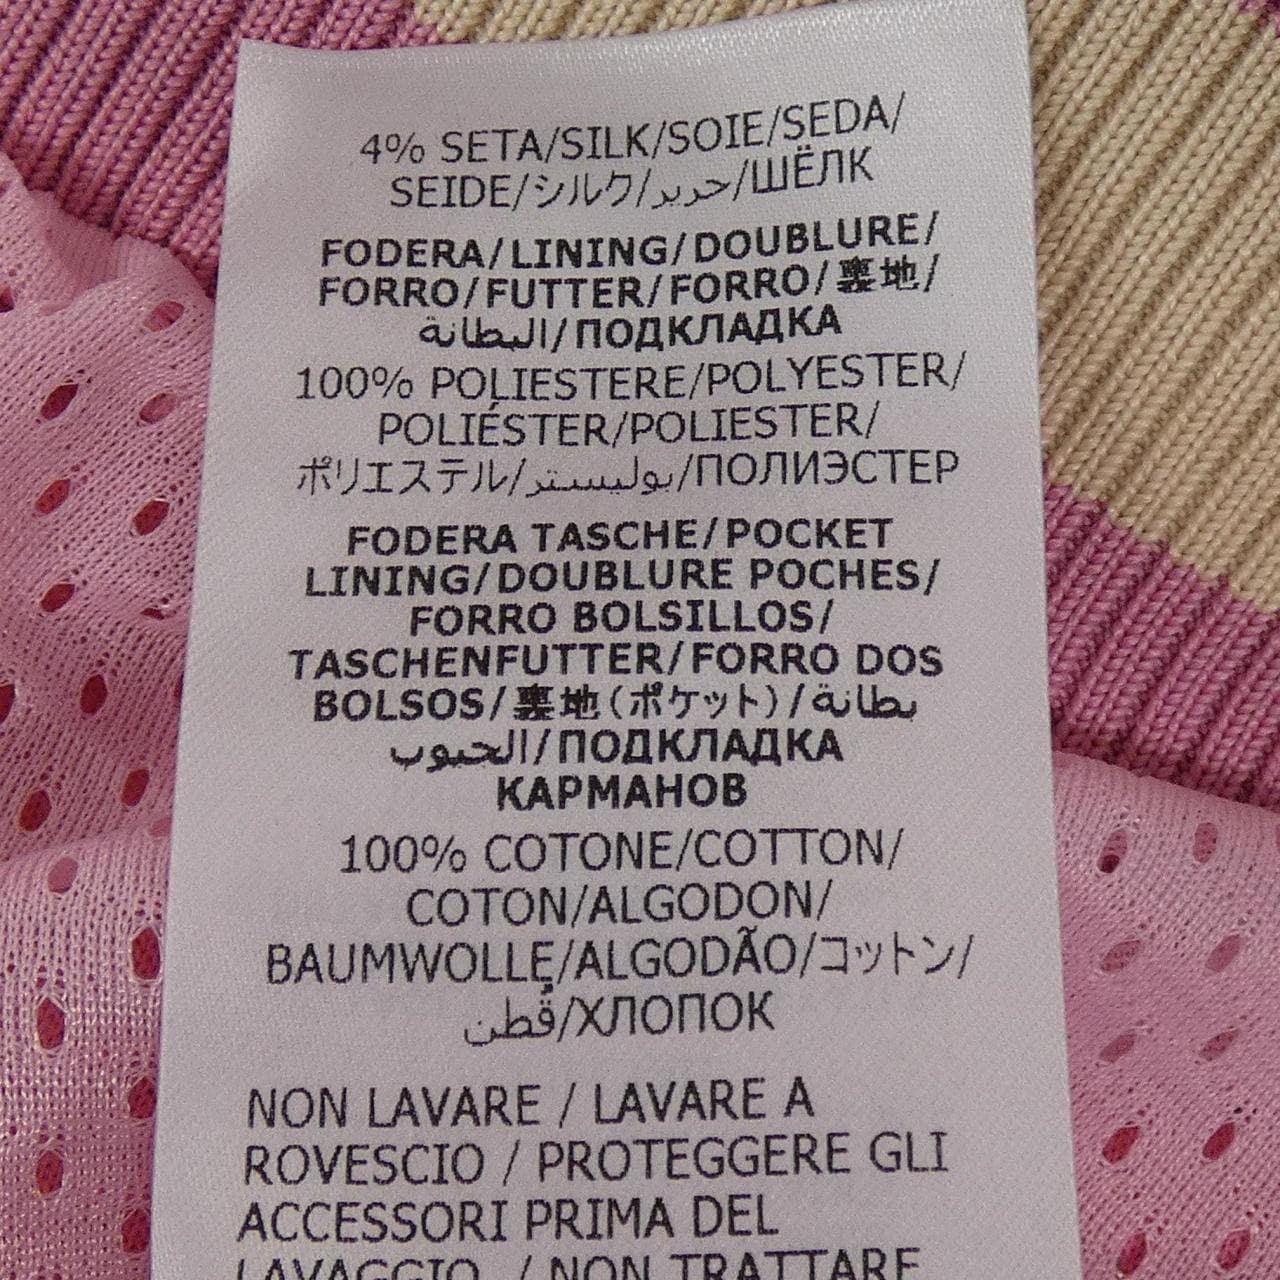 4% SETA/SILK/SOIE/SEDA/
SEIDE/シルク/حرير/ШЁЛК
FODERA/LINING/DOUBLURE/
FORRO/FUTTER/FORRO/裏地/
البطانة/ПОДКЛАДКА
100% POLIESTERE/POLYESTER/
POLIÉSTER/POLIESTER/
ポリエステル/بوليستر/ПОЛИЭСТЕР
FODERA TASCHE/POCKET
LINING/DOUBLURE POCHES/
FORRO BOLSILLOS/
TASCHENFUTTER/FORRO DOS
BOLSOS/裏地(ポケット)/بطانة
الجيوب/ПОДКЛАДКА
КАРМАНОВ
100% COTONE/COTTON/
COTON/ALGODON/
BAUMWOLLE/ALGODÃO/コットン/
قُطن/ХЛОПОК
NON LAVARE / LAVARE A
ROVESCIO / PROTEGGERE GLI
ACCESSORI PRIMA DEL
LAVAGGIO / NON TRATTARE